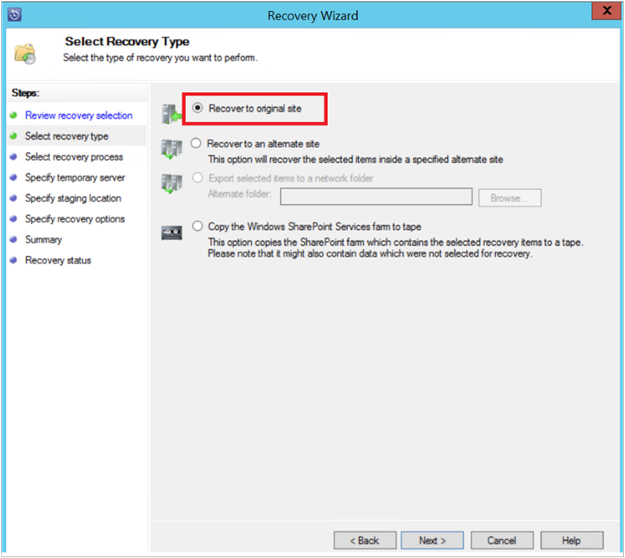 Recovery Wizard
X
Select Recovery Type
Select the type of recovery you want to perform.
Steps:
Review recovery selection
Select recovery type
Select recovery process
Specify temporary server
Specify staging location
Specify recovery options
Summary
Recovery status
Recover to original site
Recover to an alternate site
This option will recover the selected items inside a specified alternate site
Export selected items to a network folder
Alternate folder:
Browse...
Copy the Windows SharePoint Services farm to tape
This option copies the SharePoint farm which contains the selected recovery items to a tape.
Please note that it might also contain data which were not selected for recovery.
< Back
Next >
Cancel
Help